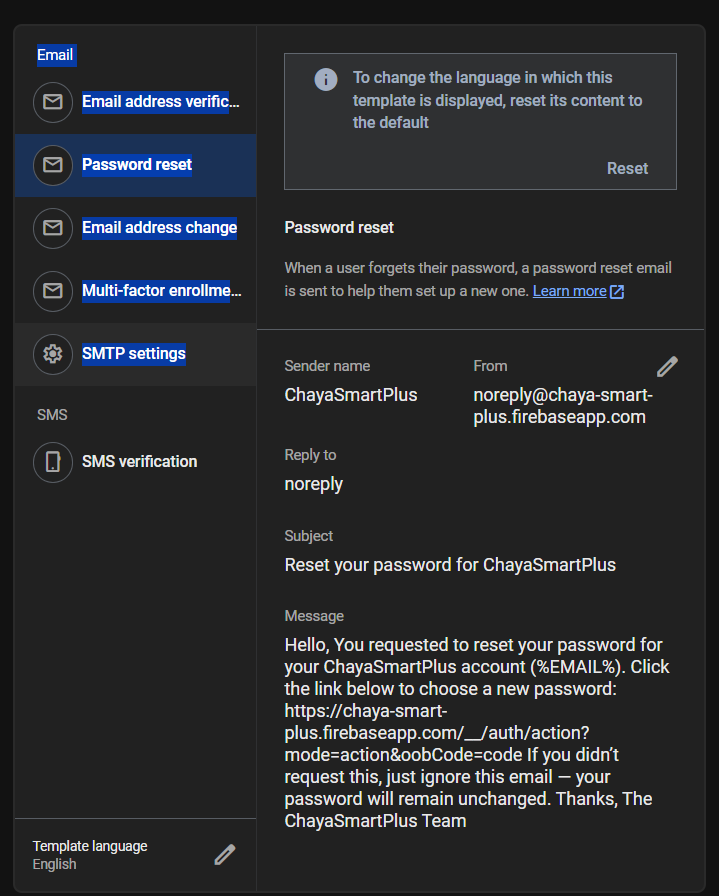 Email
Email address verific...
Password reset
Email address change
Multi-factor enrollme...
SMTP settings
SMS
SMS verification
Template language
English
To change the language in which this
template is displayed, reset its content to
the default
Reset
Password reset
When a user forgets their password, a password reset email
is sent to help them set up a new one. Learn more
Sender name
ChayaSmartPlus
From
noreply@chaya-smart-
plus.firebaseapp.com
Reply to
noreply
Subject
Reset your password for ChayaSmartPlus
Message
Hello, You requested to reset your password for
your ChayaSmartPlus account (%EMAIL%). Click
the link below to choose a new password:
https://chaya-smart-
plus.firebaseapp.com/__/auth/action?
mode=action&oobCode=code If you didn’t
request this, just ignore this email — your
password will remain unchanged. Thanks, The
ChayaSmartPlus Team